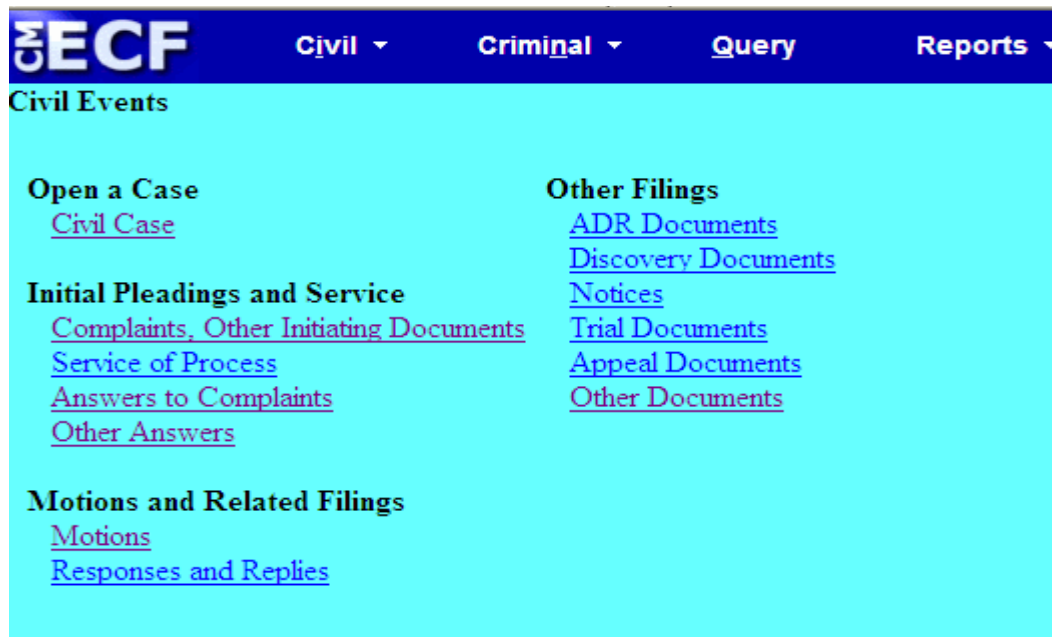 CM ECF Civil Criminal Query Reports
Civil Events
Open a Case
Civil Case
Initial Pleadings and Service
Complaints, Other Initiating Documents
Service of Process
Answers to Complaints
Other Answers
Motions and Related Filings
Motions
Responses and Replies
Other Filings
ADR Documents
Discovery Documents
Notices
Trial Documents
Appeal Documents
Other Documents